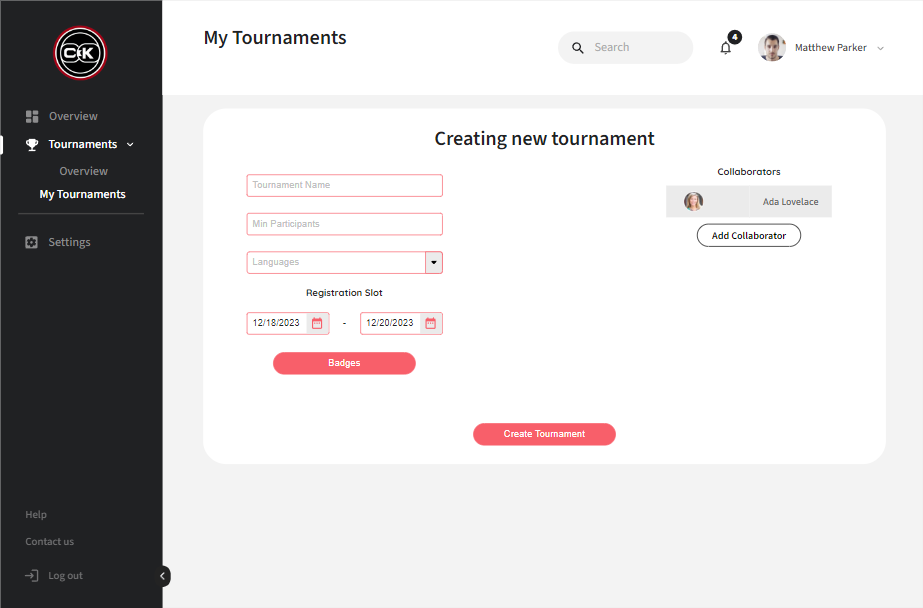 CK
Overview
Tournaments
Overview
My Tournaments
Settings
Help
Contact us
Log out
My Tournaments
Search
4
Matthew Parker
Creating new tournament
Tournament Name
Min Participants
Languages
Registration Slot
12/18/2023 - 12/20/2023
Badges
Collaborators
Ada Lovelace
Add Collaborator
Create Tournament